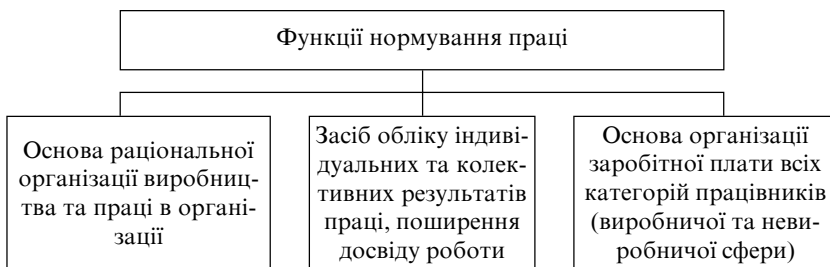 Функції нормування праці
Основа раціональної
організації виробниц-
тва та праці в органі-
зації
Засіб обліку індиві-
дуальних та колек-
тивних результатів
праці, поширення
досвіду роботи
Основа організації
заробітної плати всіх
категорій працівників
(виробничої та неви-
робничої сфери)